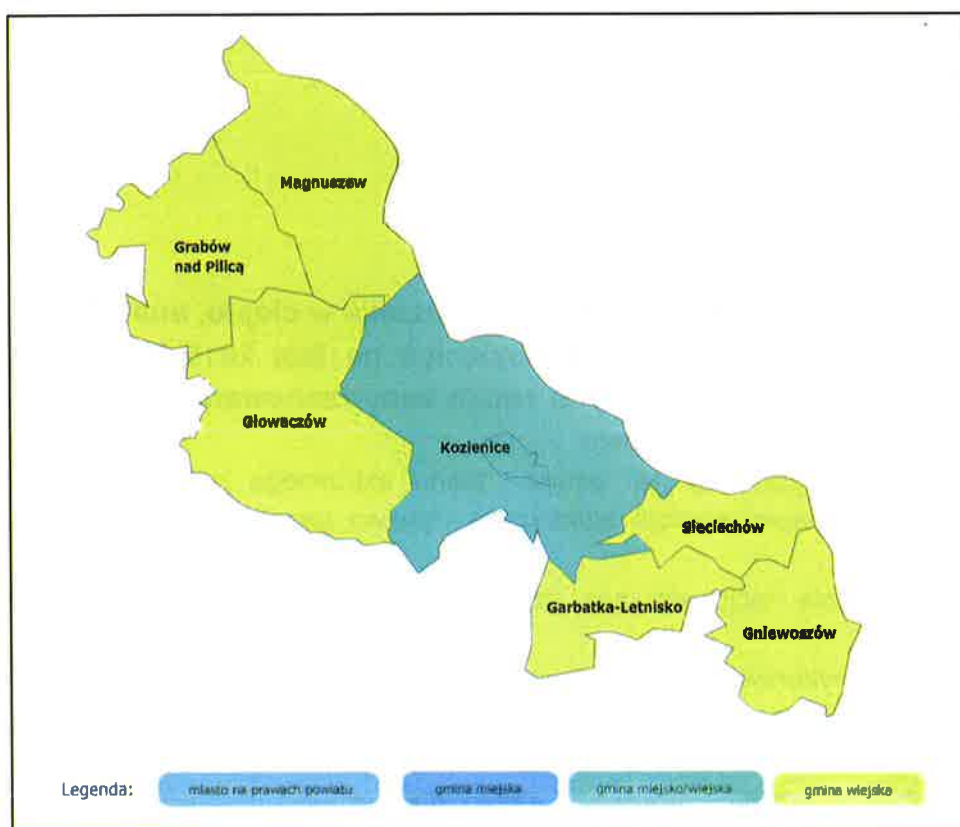 Magnuszew
Grabów
nad Pilicą
Głowaczów
Kozienice
Sieciechów
Garbatka-Letnisko
Gniewoszów
Legenda:
miasto na prawach powiatu
gmina miejska
gmina miejsko/wiejska
gmina wiejska